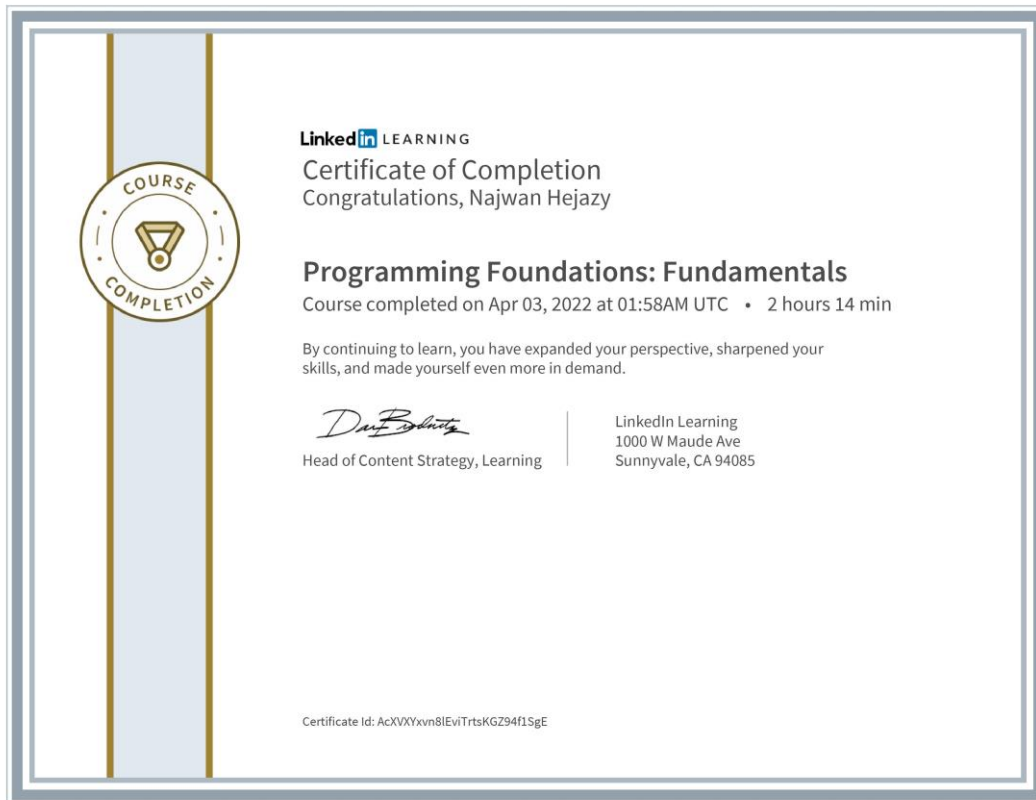 COURSE
COMPLETION
Linked in LEARNING
Certificate of Completion
Congratulations, Najwan Hejazy
Programming Foundations: Fundamentals
Course completed on Apr 03, 2022 at 01:58AM UTC • 2 hours 14 min
By continuing to learn, you have expanded your perspective, sharpened your
skills, and made yourself even more in demand.
Head of Content Strategy, Learning
LinkedIn Learning
1000 W Maude Ave
Sunnyvale, CA 94085
Certificate Id: AcXVXYxvn8lEviTrtsKGZ94f1SgE